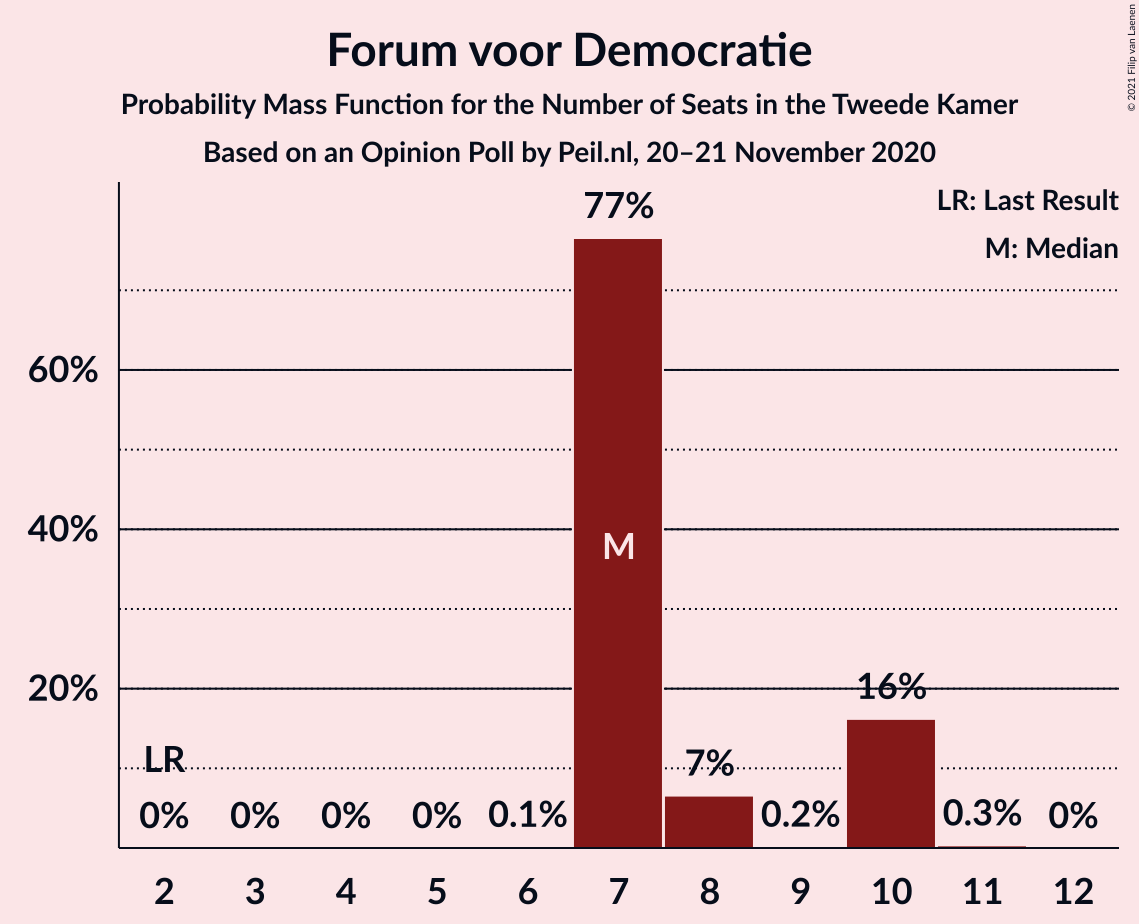 Forum voor Democratie
Probability Mass Function for the Number of Seats in the Tweede Kamer
Based on an Opinion Poll by Peil.nl, 20–21 November 2020
© 2021 Filip van Laenen
LR: Last Result
M: Median
77%
60%
40%
M
20%
16%
LR
7%
0% 0% 0% 0% 0.1% 0.2% 0.3% 0%
2 3 4 5 6 7 8 9 10 11 12